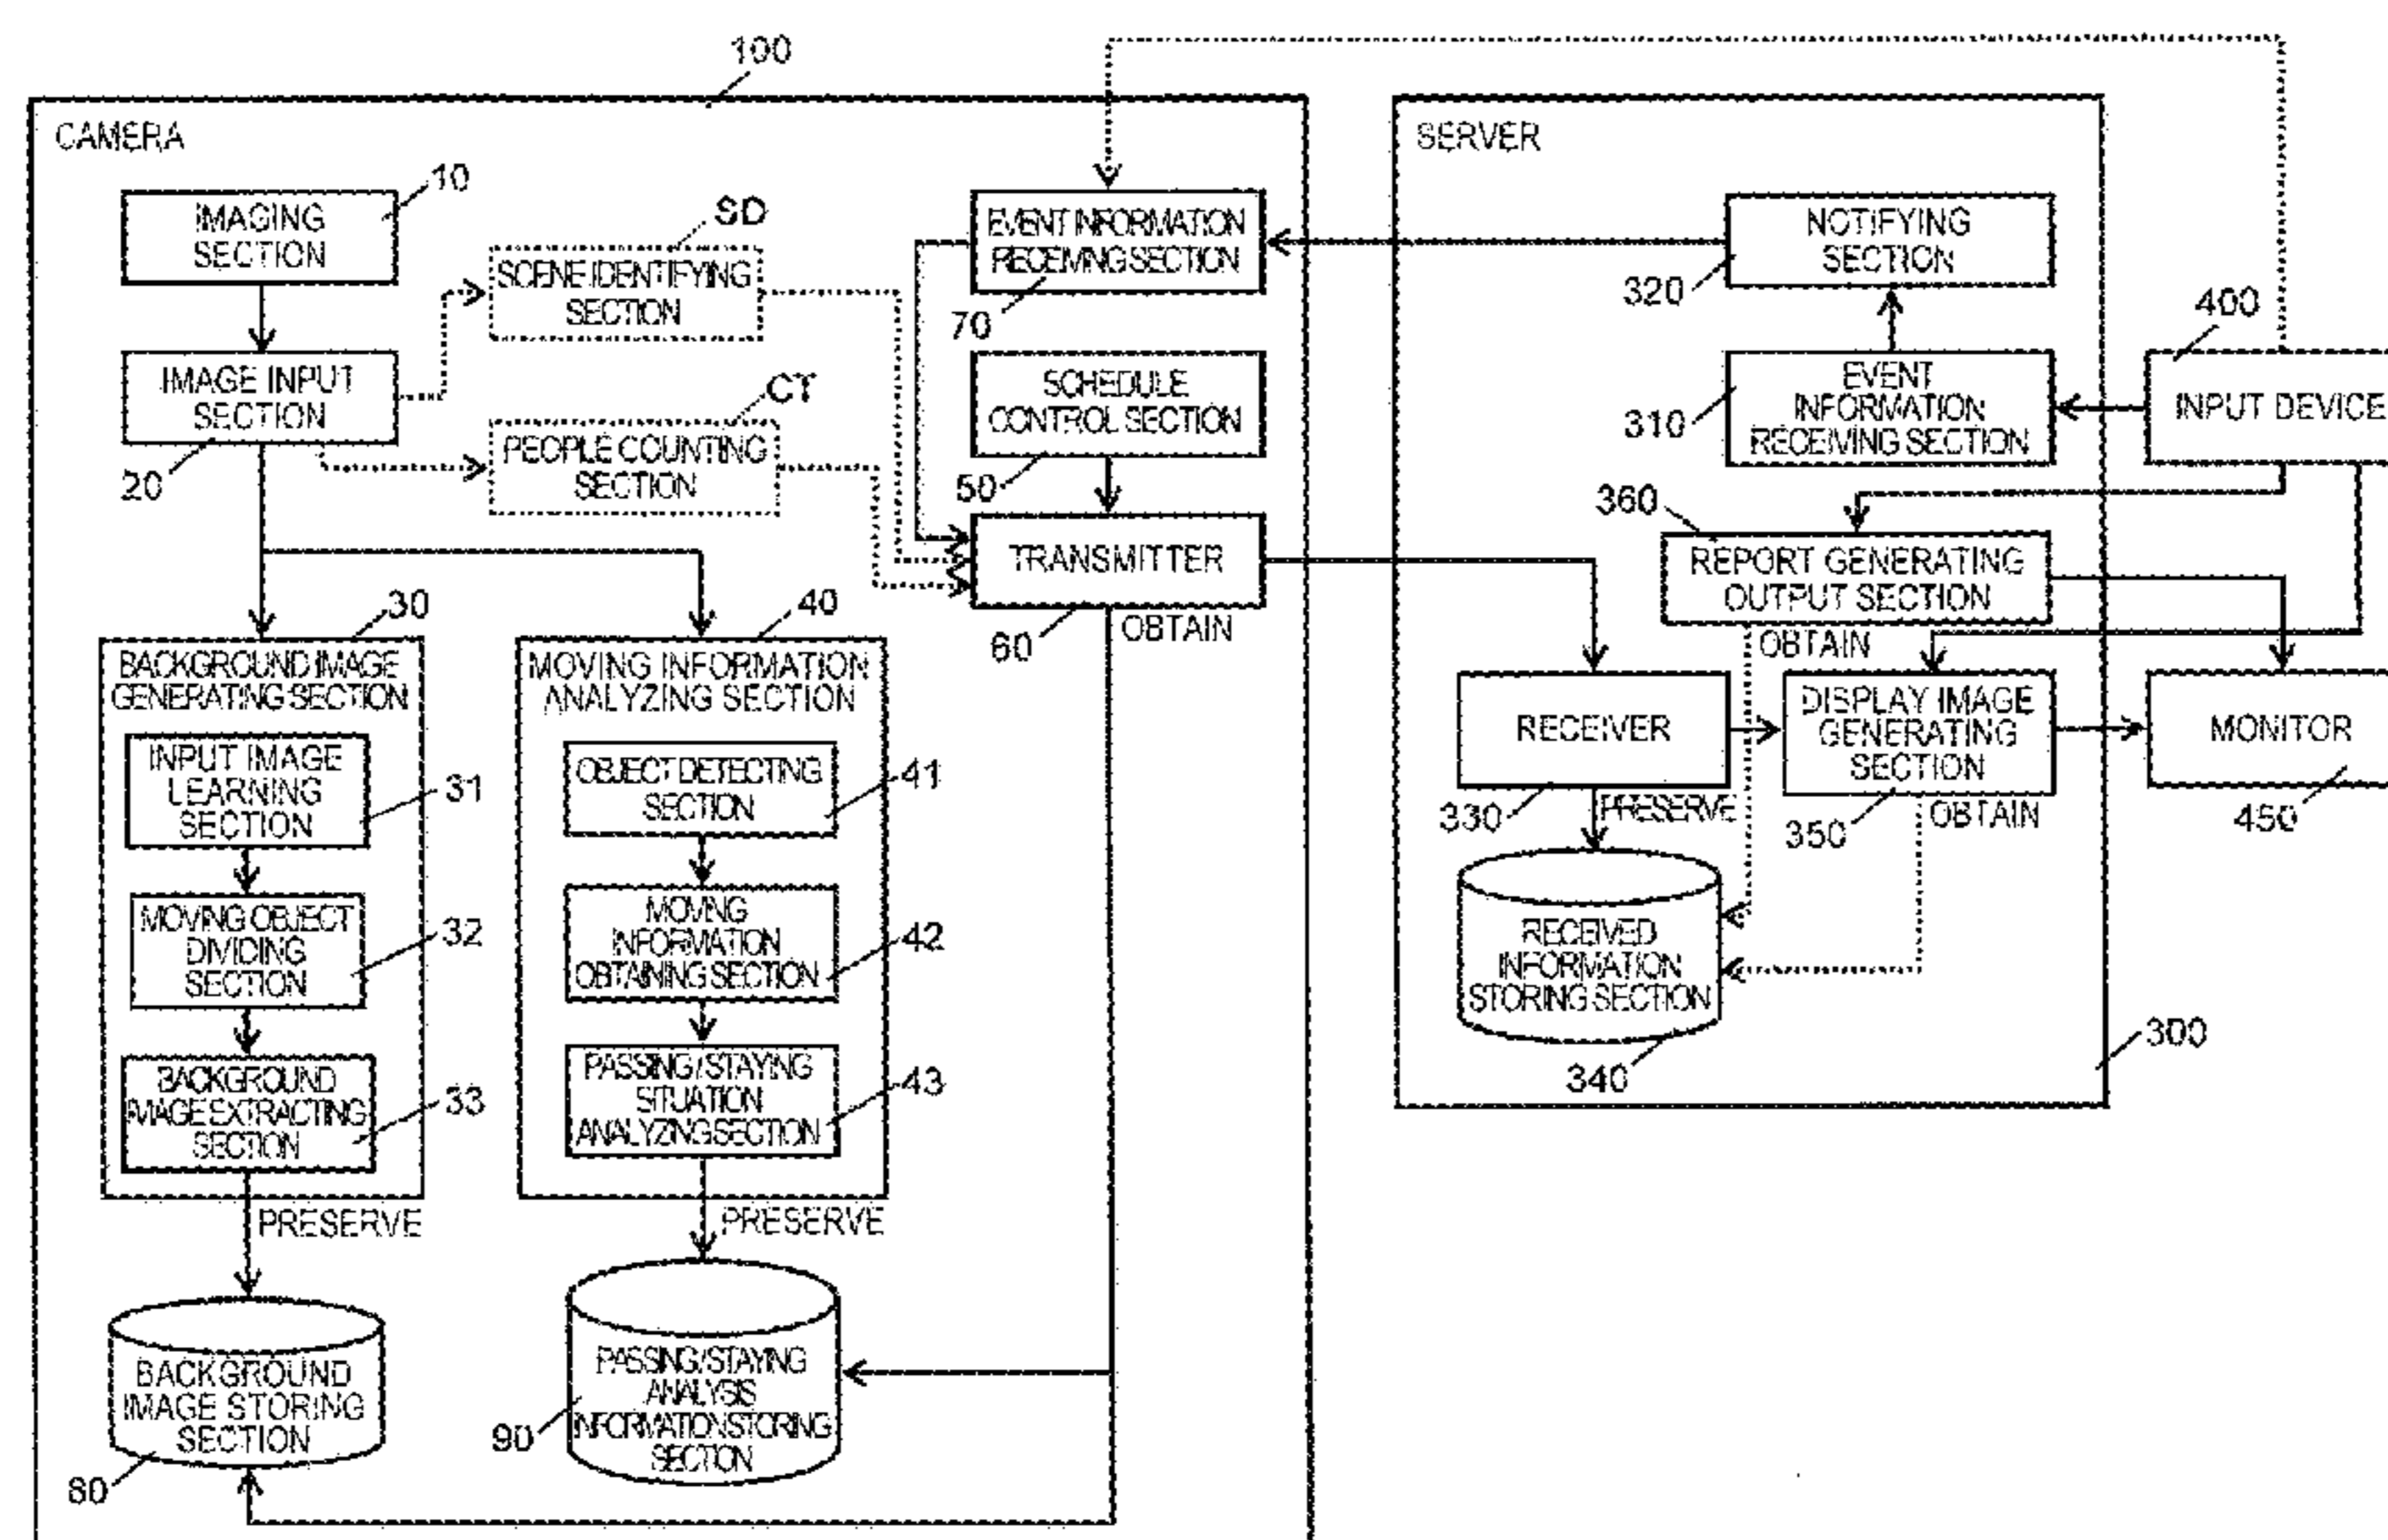 100
CAMERA
10
IMAGING
SECTION
SD
SCENE IDENTIFYING
SECTION
IMAGE INPUT
SECTION
20
CT
PEOPLE COUNTING
SECTION
EVENT INFORMATION
RECEIVING SECTION
70
SCHEDULE
CONTROL SECTION
50
TRANSMITTER
60
OBTAIN
30
BACKGROUND IMAGE
GENERATING SECTION
INPUT IMAGE
LEARNING
SECTION
31
MOVING OBJECT
DIVIDING
SECTION
32
BACKGROUND
IMAGE EXTRACTING
SECTION
33
PRESERVE
BACKGROUND
IMAGE STORING
SECTION
80
40
MOVING INFORMATION
ANALYZING SECTION
OBJECT DETECTING
SECTION
41
MOVING
INFORMATION
OBTAINING SECTION
42
PASSING/STAYING
SITUATION
ANALYZING SECTION
43
PRESERVE
PASSING/STAYING
ANALYSIS
INFORMATION STORING
SECTION
90
SERVER
NOTIFYING
SECTION
320
EVENT
INFORMATION
RECEIVING SECTION
310
400
INPUT DEVICE
360
REPORT GENERATING
OUTPUT SECTION
OBTAIN
RECEIVER
330
PRESERVE
DISPLAY IMAGE
GENERATING
SECTION
350
OBTAIN
MONITOR
450
RECEIVED
INFORMATION
STORING SECTION
340
300